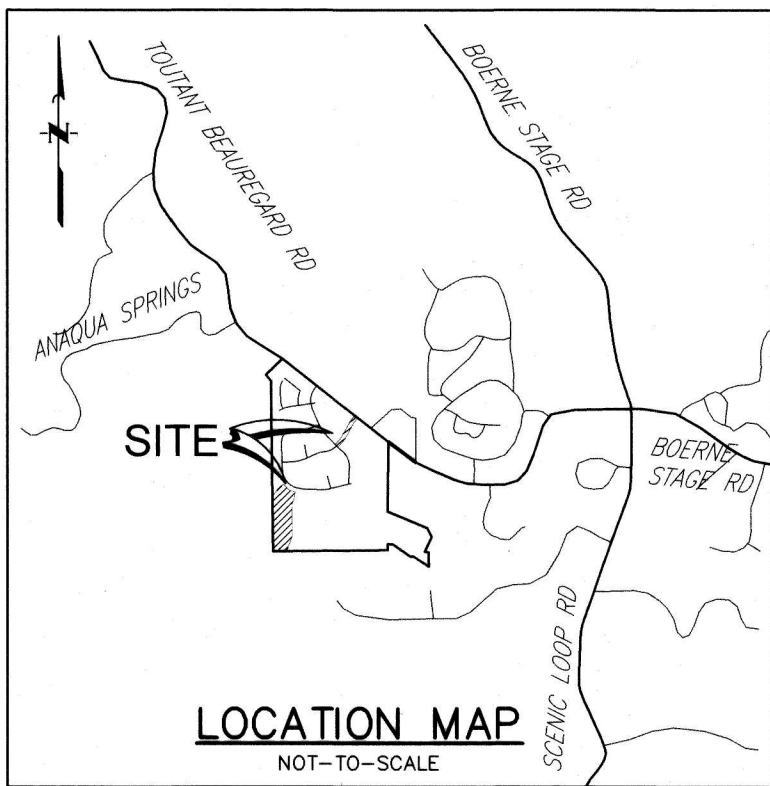 TOUTANT BEAUREGARD RD
BOERNE STAGE RD
N
ANAQUA SPRINGS
SITE
BOERNE
STAGE RD
SCENIC LOOP RD
LOCATION MAP
NOT-TO-SCALE